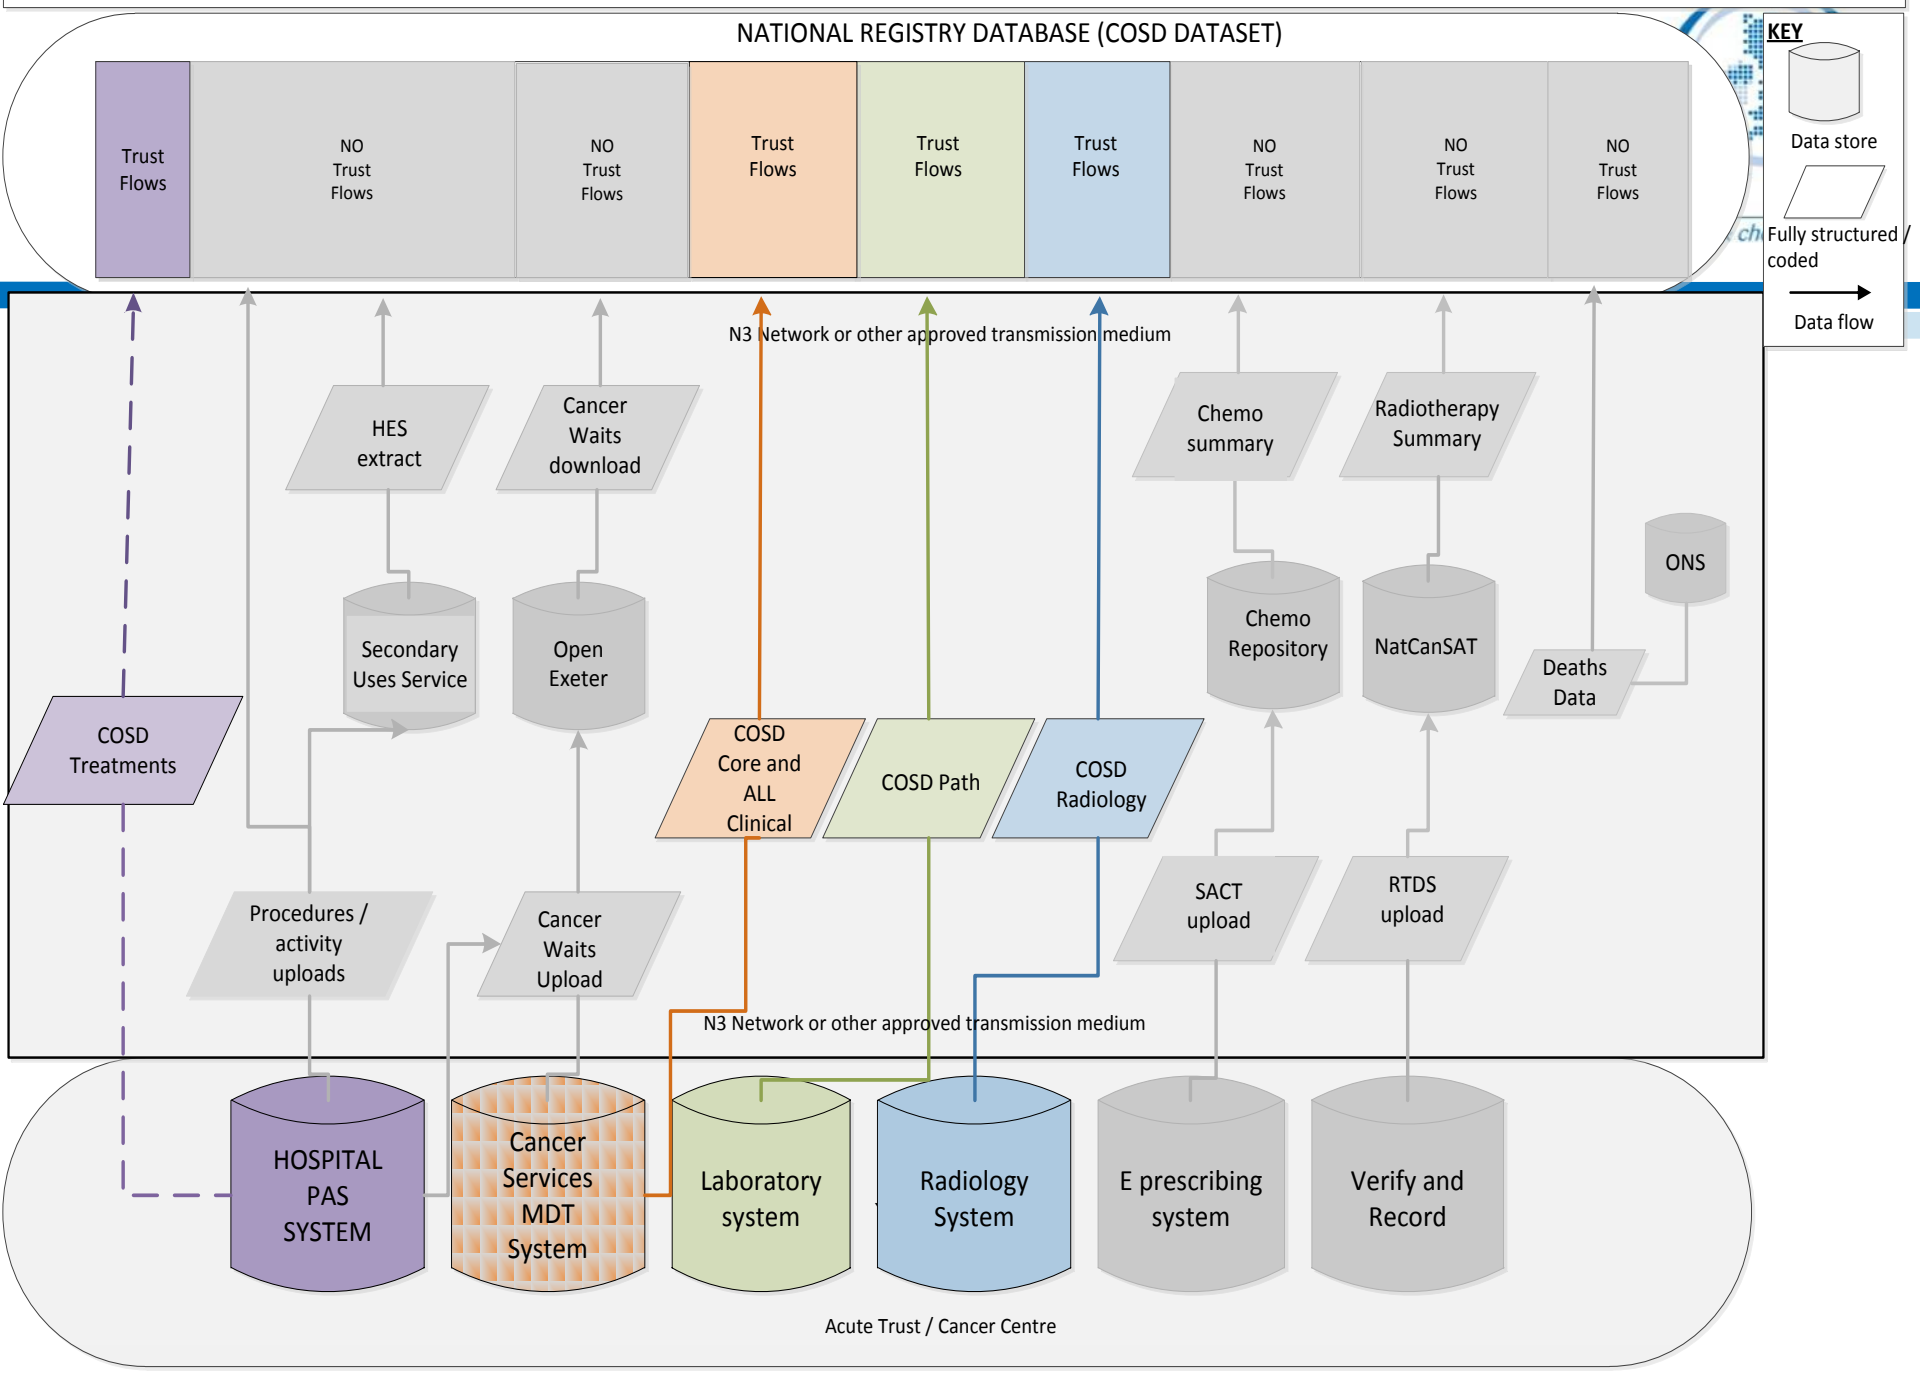 NATIONAL REGISTRY DATABASE (COSD DATASET)
KEY
Data store
Fully structured /
coded
Data flow
Trust
Flows
NO
Trust
Flows
NO
Trust
Flows
Trust
Flows
Trust
Flows
Trust
Flows
NO
Trust
Flows
NO
Trust
Flows
NO
Trust
Flows
N3 Network or other approved transmission medium
HES
extract
Cancer
Waits
download
Chemo
summary
Radiotherapy
Summary
ONS
Secondary
Uses Service
Open
Exeter
Chemo
Repository
NatCanSAT
Deaths
Data
COSD
Treatments
COSD
Core and
ALL
Clinical
COSD Path
COSD
Radiology
Procedures /
activity
uploads
Cancer
Waits
Upload
SACT
upload
RTDS
upload
N3 Network or other approved transmission medium
HOSPITAL
PAS
SYSTEM
Cancer
Services
MDT
System
Laboratory
system
Radiology
System
E prescribing
system
Verify and
Record
Acute Trust / Cancer Centre